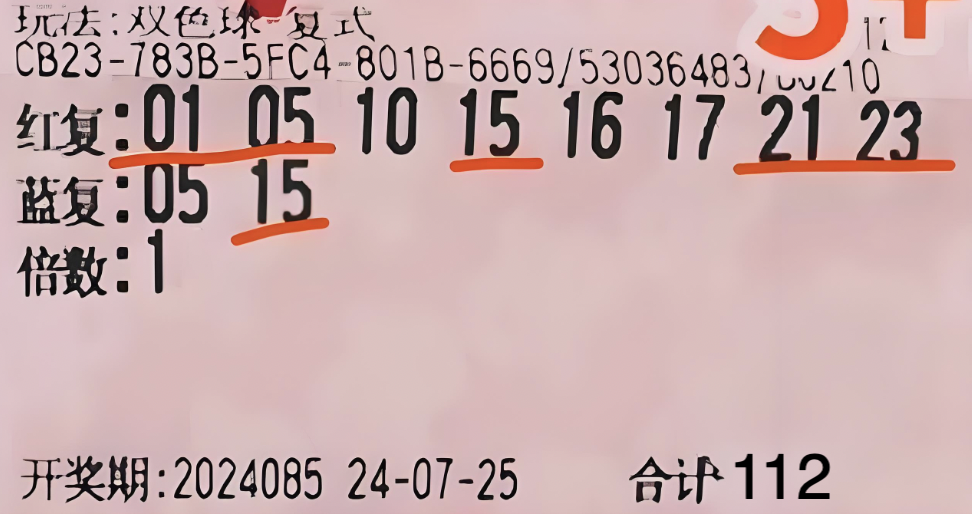 玩法:双色球 复式
CB23-783B-5FC4-801B-6669/53036483/00210
红复:01 05 10 15 16 17 21 23
蓝复:05 15
倍数:1
开奖期:2024085 24-07-25
合计112